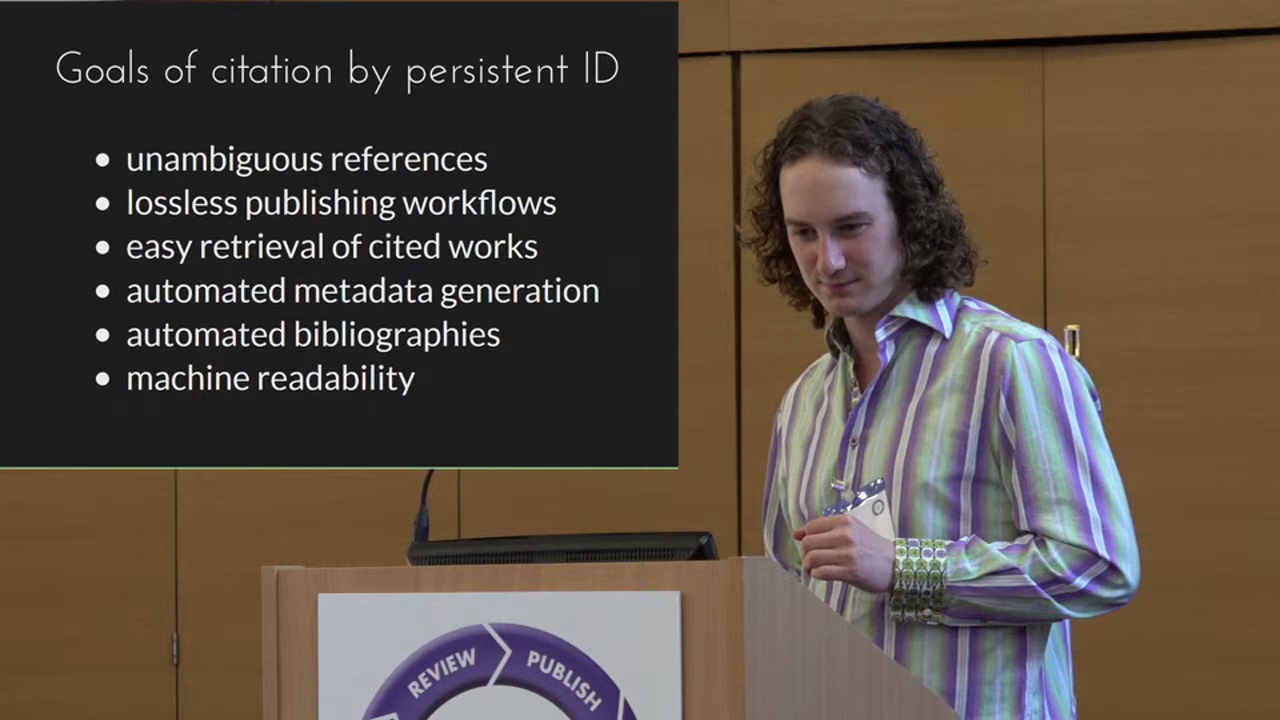 Goals of citation by persistent ID
• unambiguous references
• lossless publishing workflows
• easy retrieval of cited works
• automated metadata generation
• automated bibliographies
• machine readability
REVIEW
PUBLISH